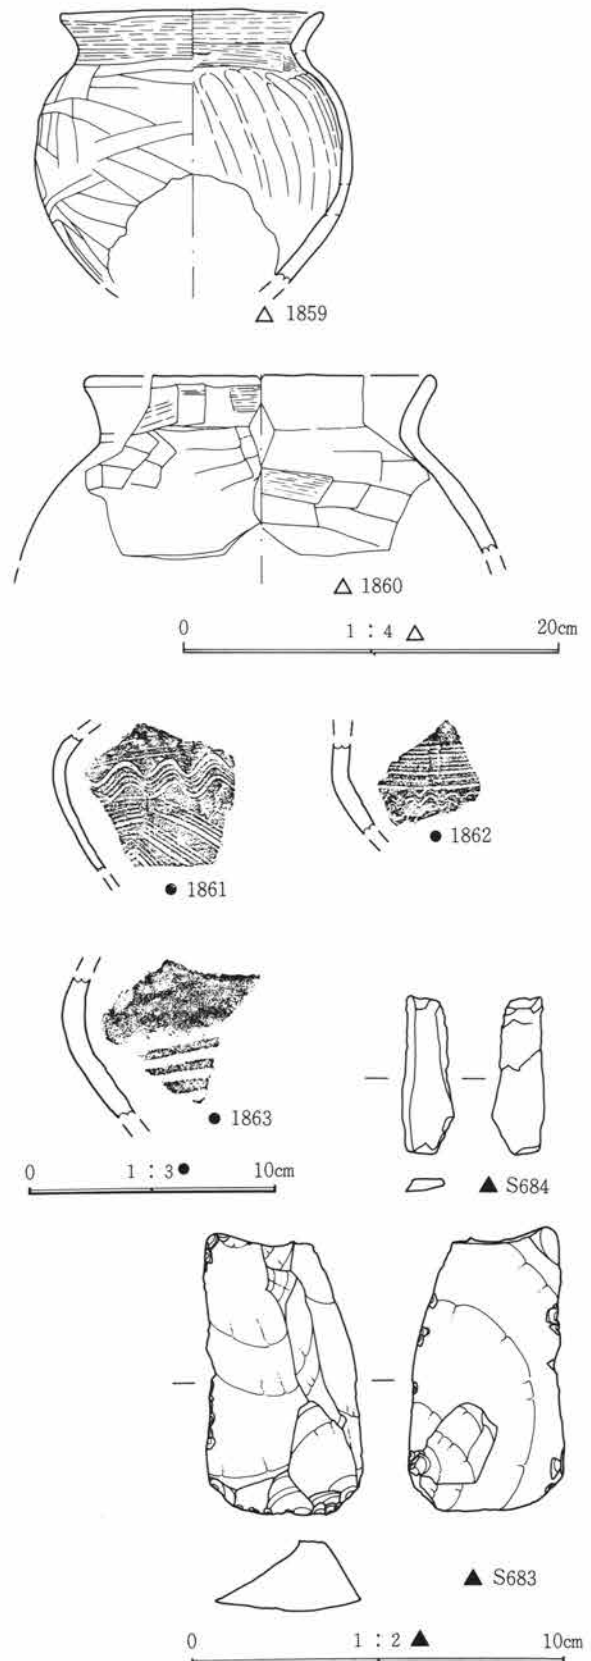 △ 1859
△ 1860
0 1 : 4 △ 20cm
● 1861
● 1862
● 1863
0 1 : 3 ● 10cm
▲ S684
▲ S683
0 1 : 2 ▲ 10cm